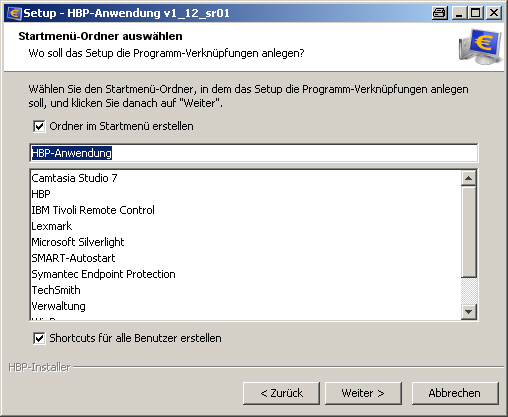 Setup - HBP-Anwendung v1_12_sr01
Startmenü-Ordner auswählen
Wo soll das Setup die Programm-Verknüpfungen anlegen?
Wählen Sie den Startmenü-Ordner, in dem das Setup die Programm-Verknüpfungen anlegen
soll, und klicken Sie danach auf "Weiter".
Ordner im Startmenü erstellen
HBP-Anwendung
Camtasia Studio 7
HBP
IBM Tivoli Remote Control
Lexmark
Microsoft Silverlight
SMART-Autostart
Symantec Endpoint Protection
TechSmith
Verwaltung
Shortcuts für alle Benutzer erstellen
HBP-Installer
< Zurück
Weiter >
Abbrechen